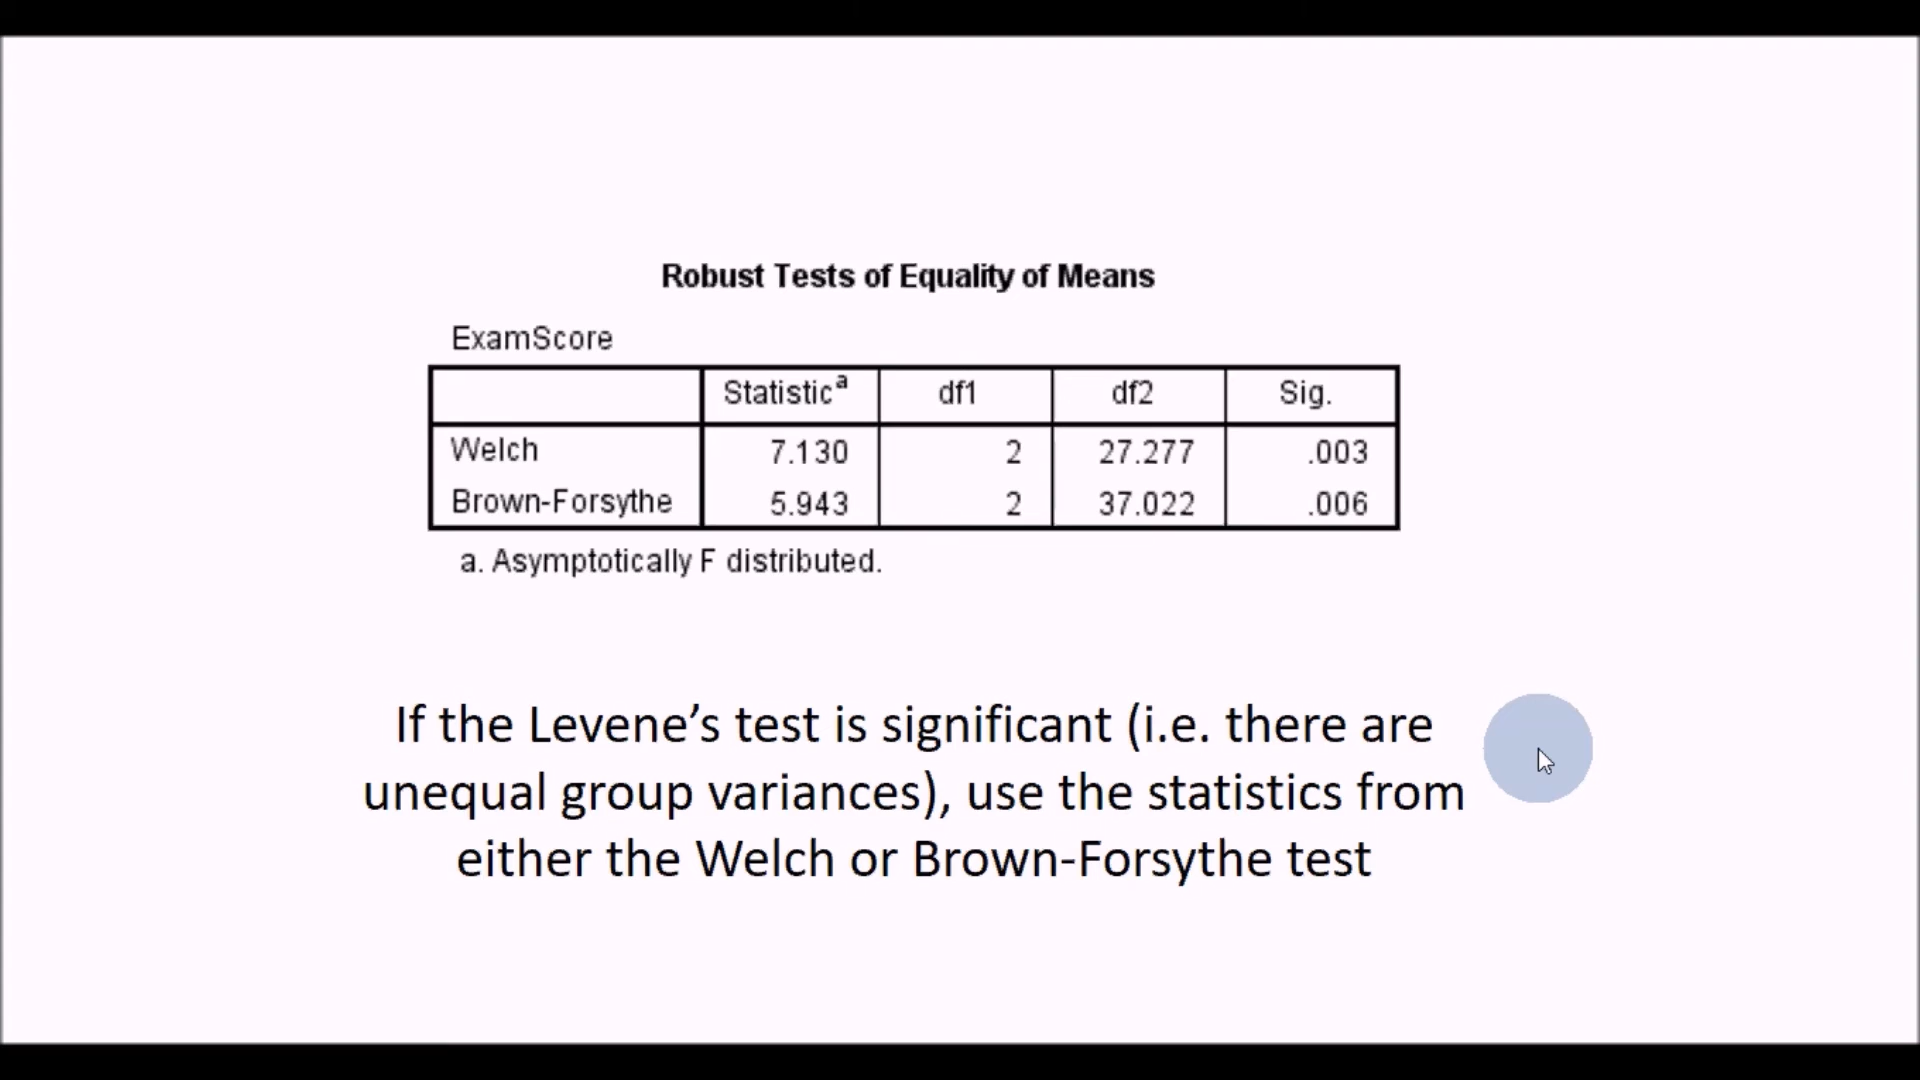 Robust Tests of Equality of Means
ExamScore
Statisticᵃ df1 df2 Sig.
Welch 7.130 2 27.277 .003
Brown-Forsythe 5.943 2 37.022 .006
a. Asymptotically F distributed.
If the Levene’s test is significant (i.e. there are
unequal group variances), use the statistics from
either the Welch or Brown-Forsythe test